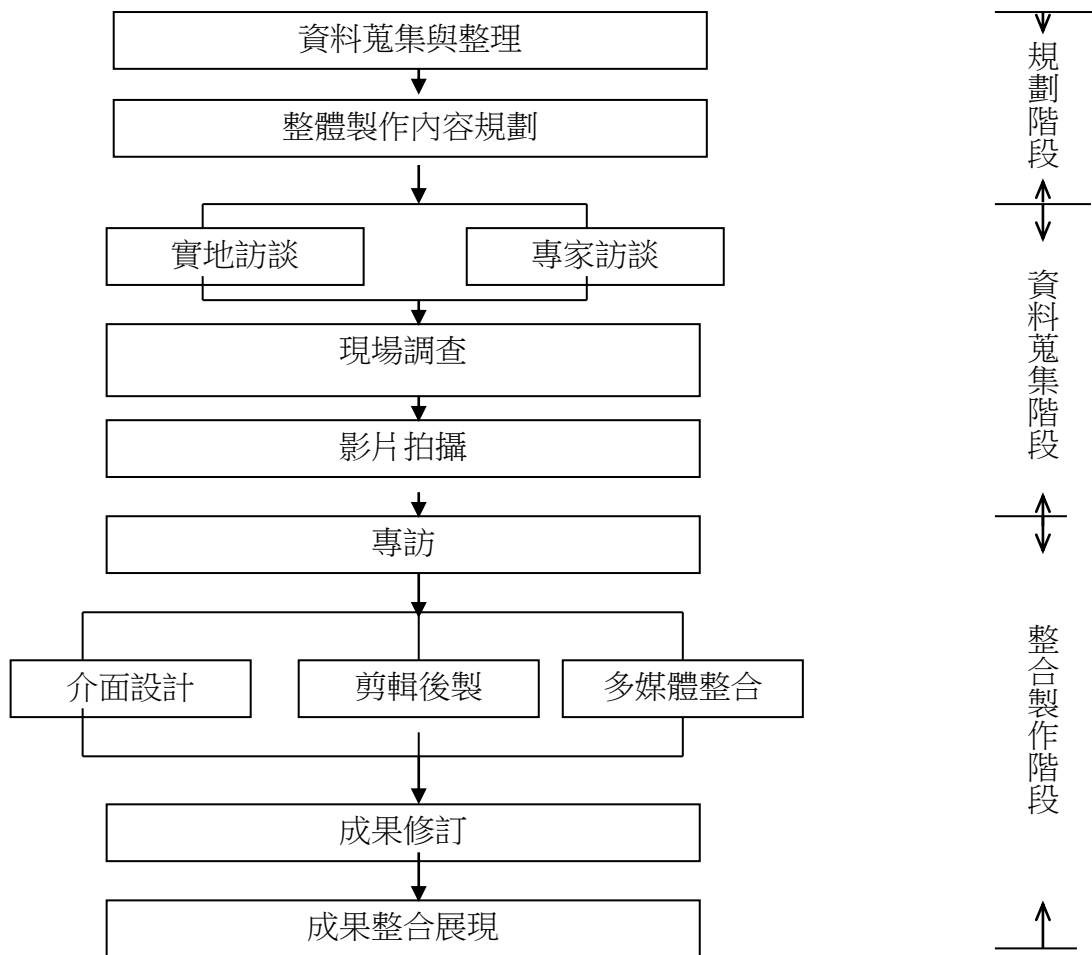 資料蒐集與整理
整體製作內容規劃
實地訪談
專家訪談
現場調查
影片拍攝
專訪
介面設計
剪輯後製
多媒體整合
成果修訂
成果整合展現
規劃階段
資料蒐集階段
整合製作階段